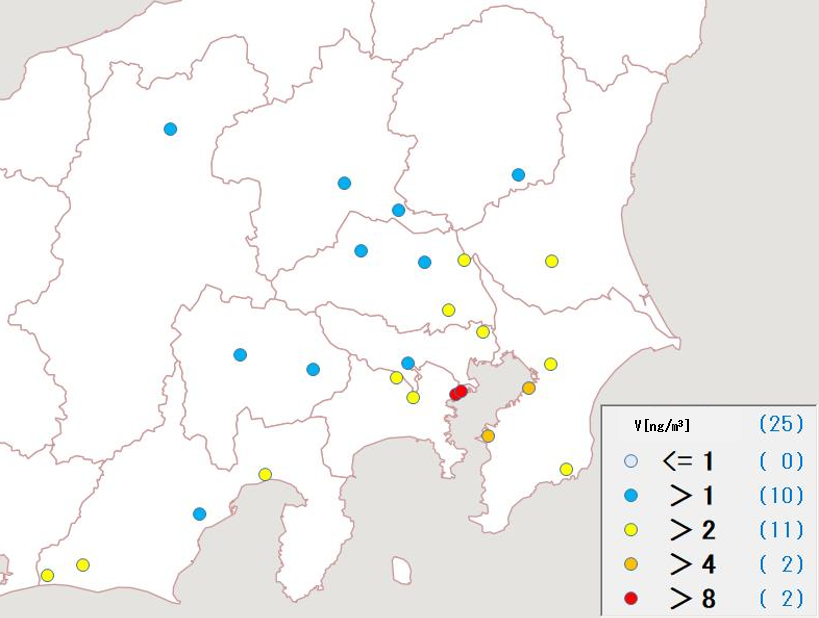 V[ng/m³] (25)
<= 1 ( 0)
> 1 (10)
> 2 (11)
> 4 ( 2)
> 8 ( 2)